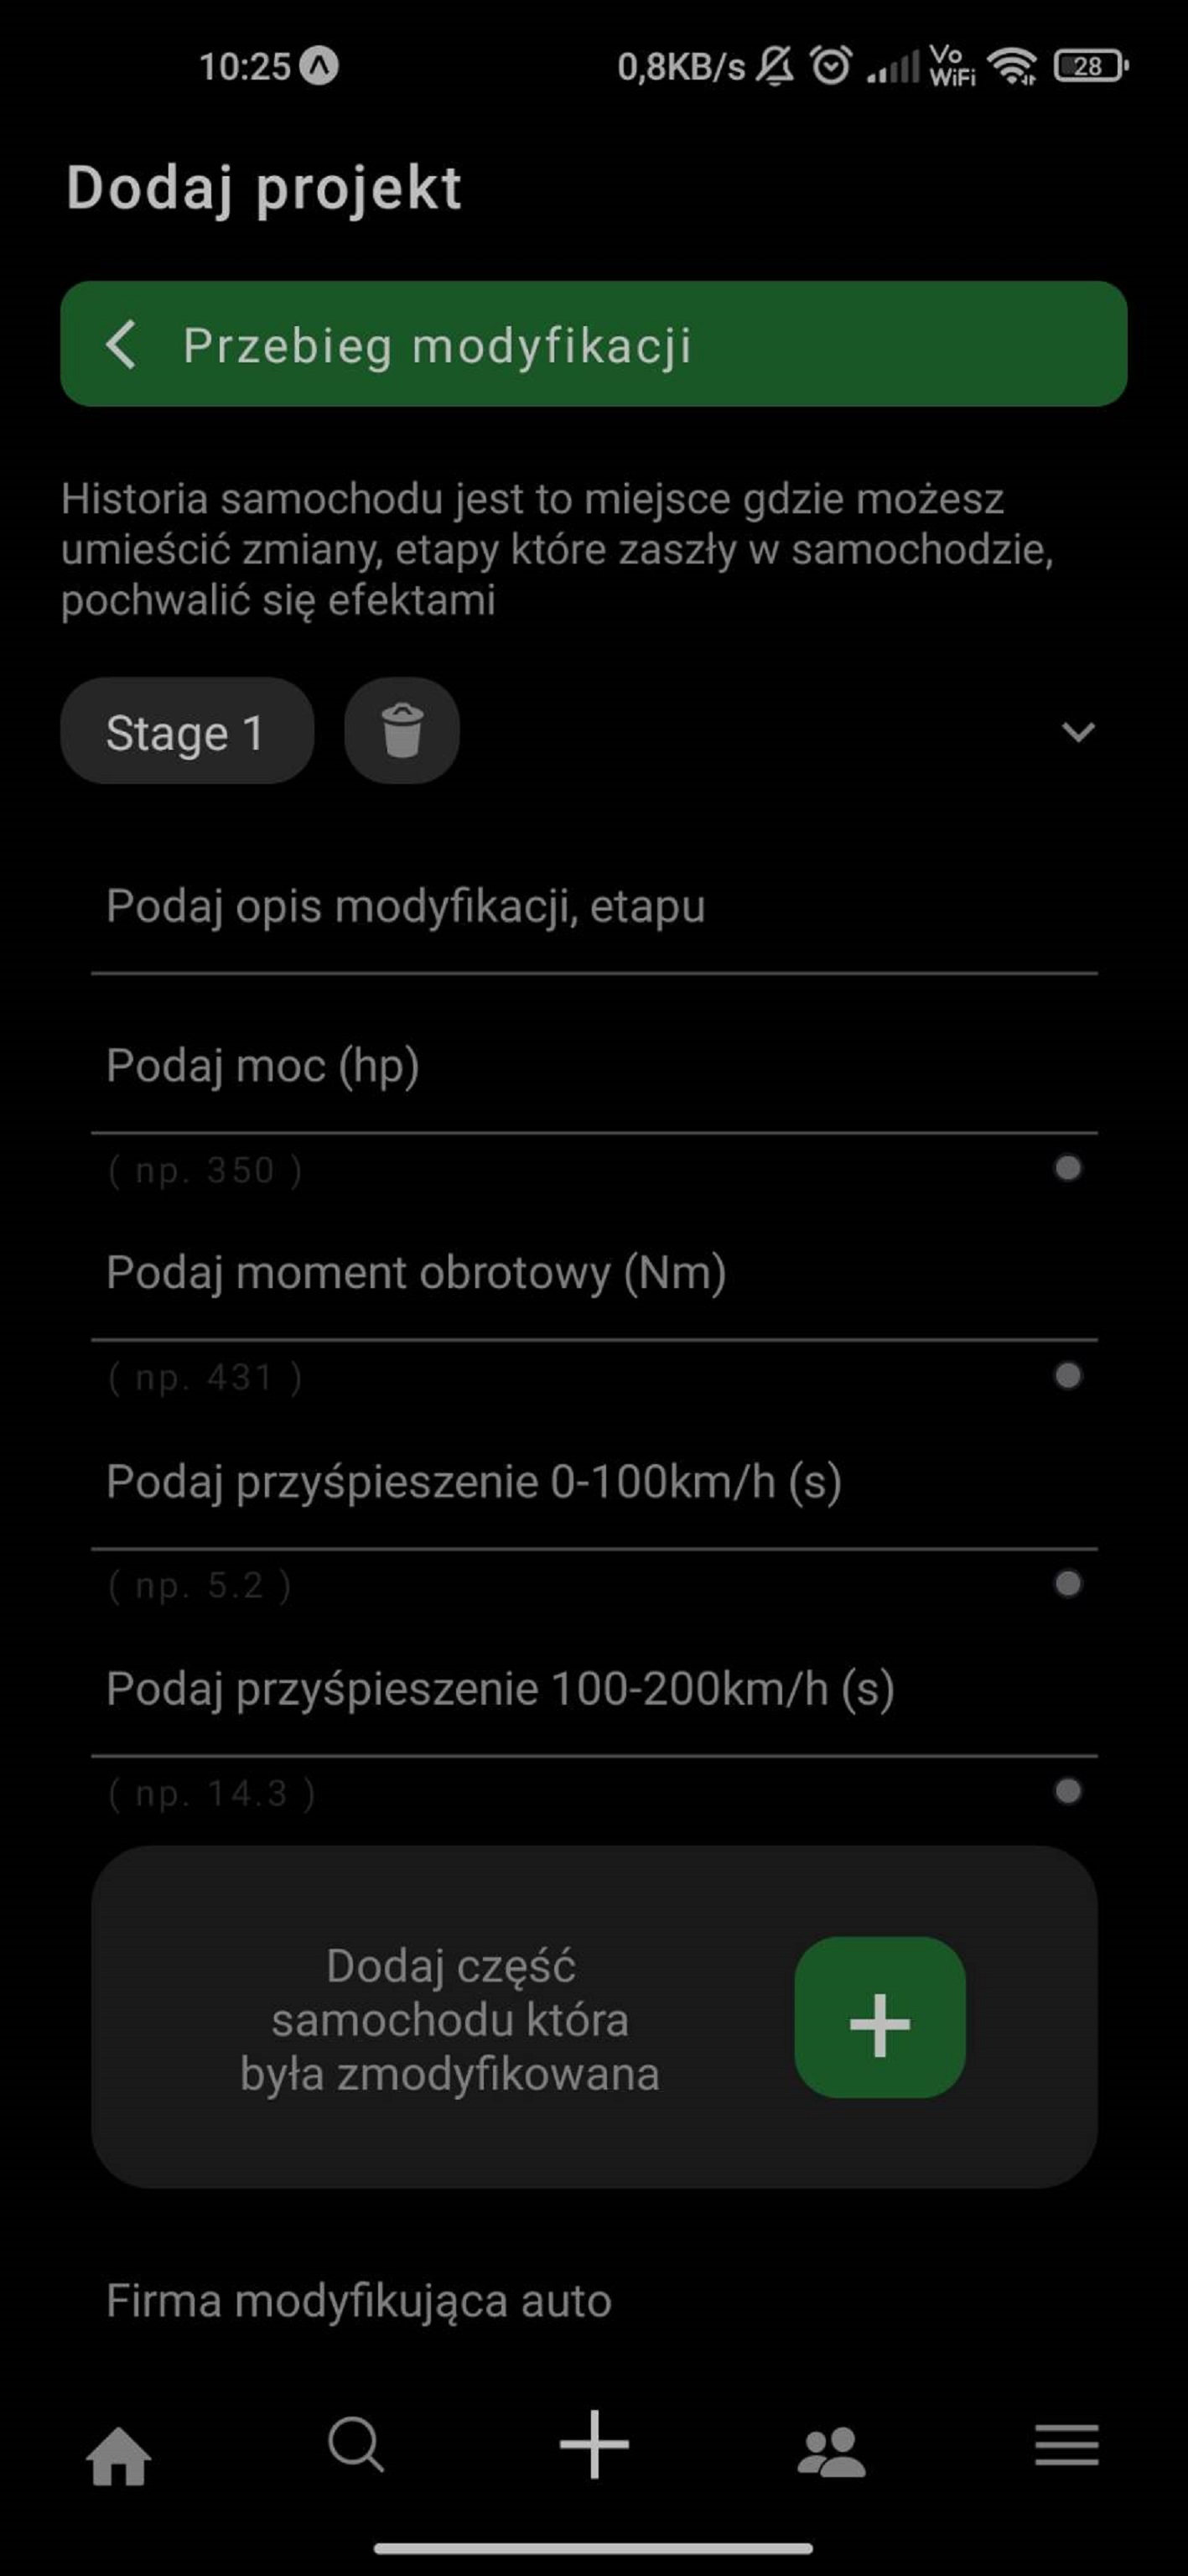 10:25 0,8KB/s Vo WiFi 28
Dodaj projekt
Przebieg modyfikacji
Historia samochodu jest to miejsce gdzie możesz
umieścić zmiany, etapy które zaszły w samochodzie,
pochwalić się efektami
Stage 1
Podaj opis modyfikacji, etapu
Podaj moc (hp)
( np. 350 )
Podaj moment obrotowy (Nm)
( np. 431 )
Podaj przyśpieszenie 0-100km/h (s)
( np. 5.2 )
Podaj przyśpieszenie 100-200km/h (s)
( np. 14.3 )
Dodaj część
samochodu która
była zmodyfikowana
Firma modyfikująca auto